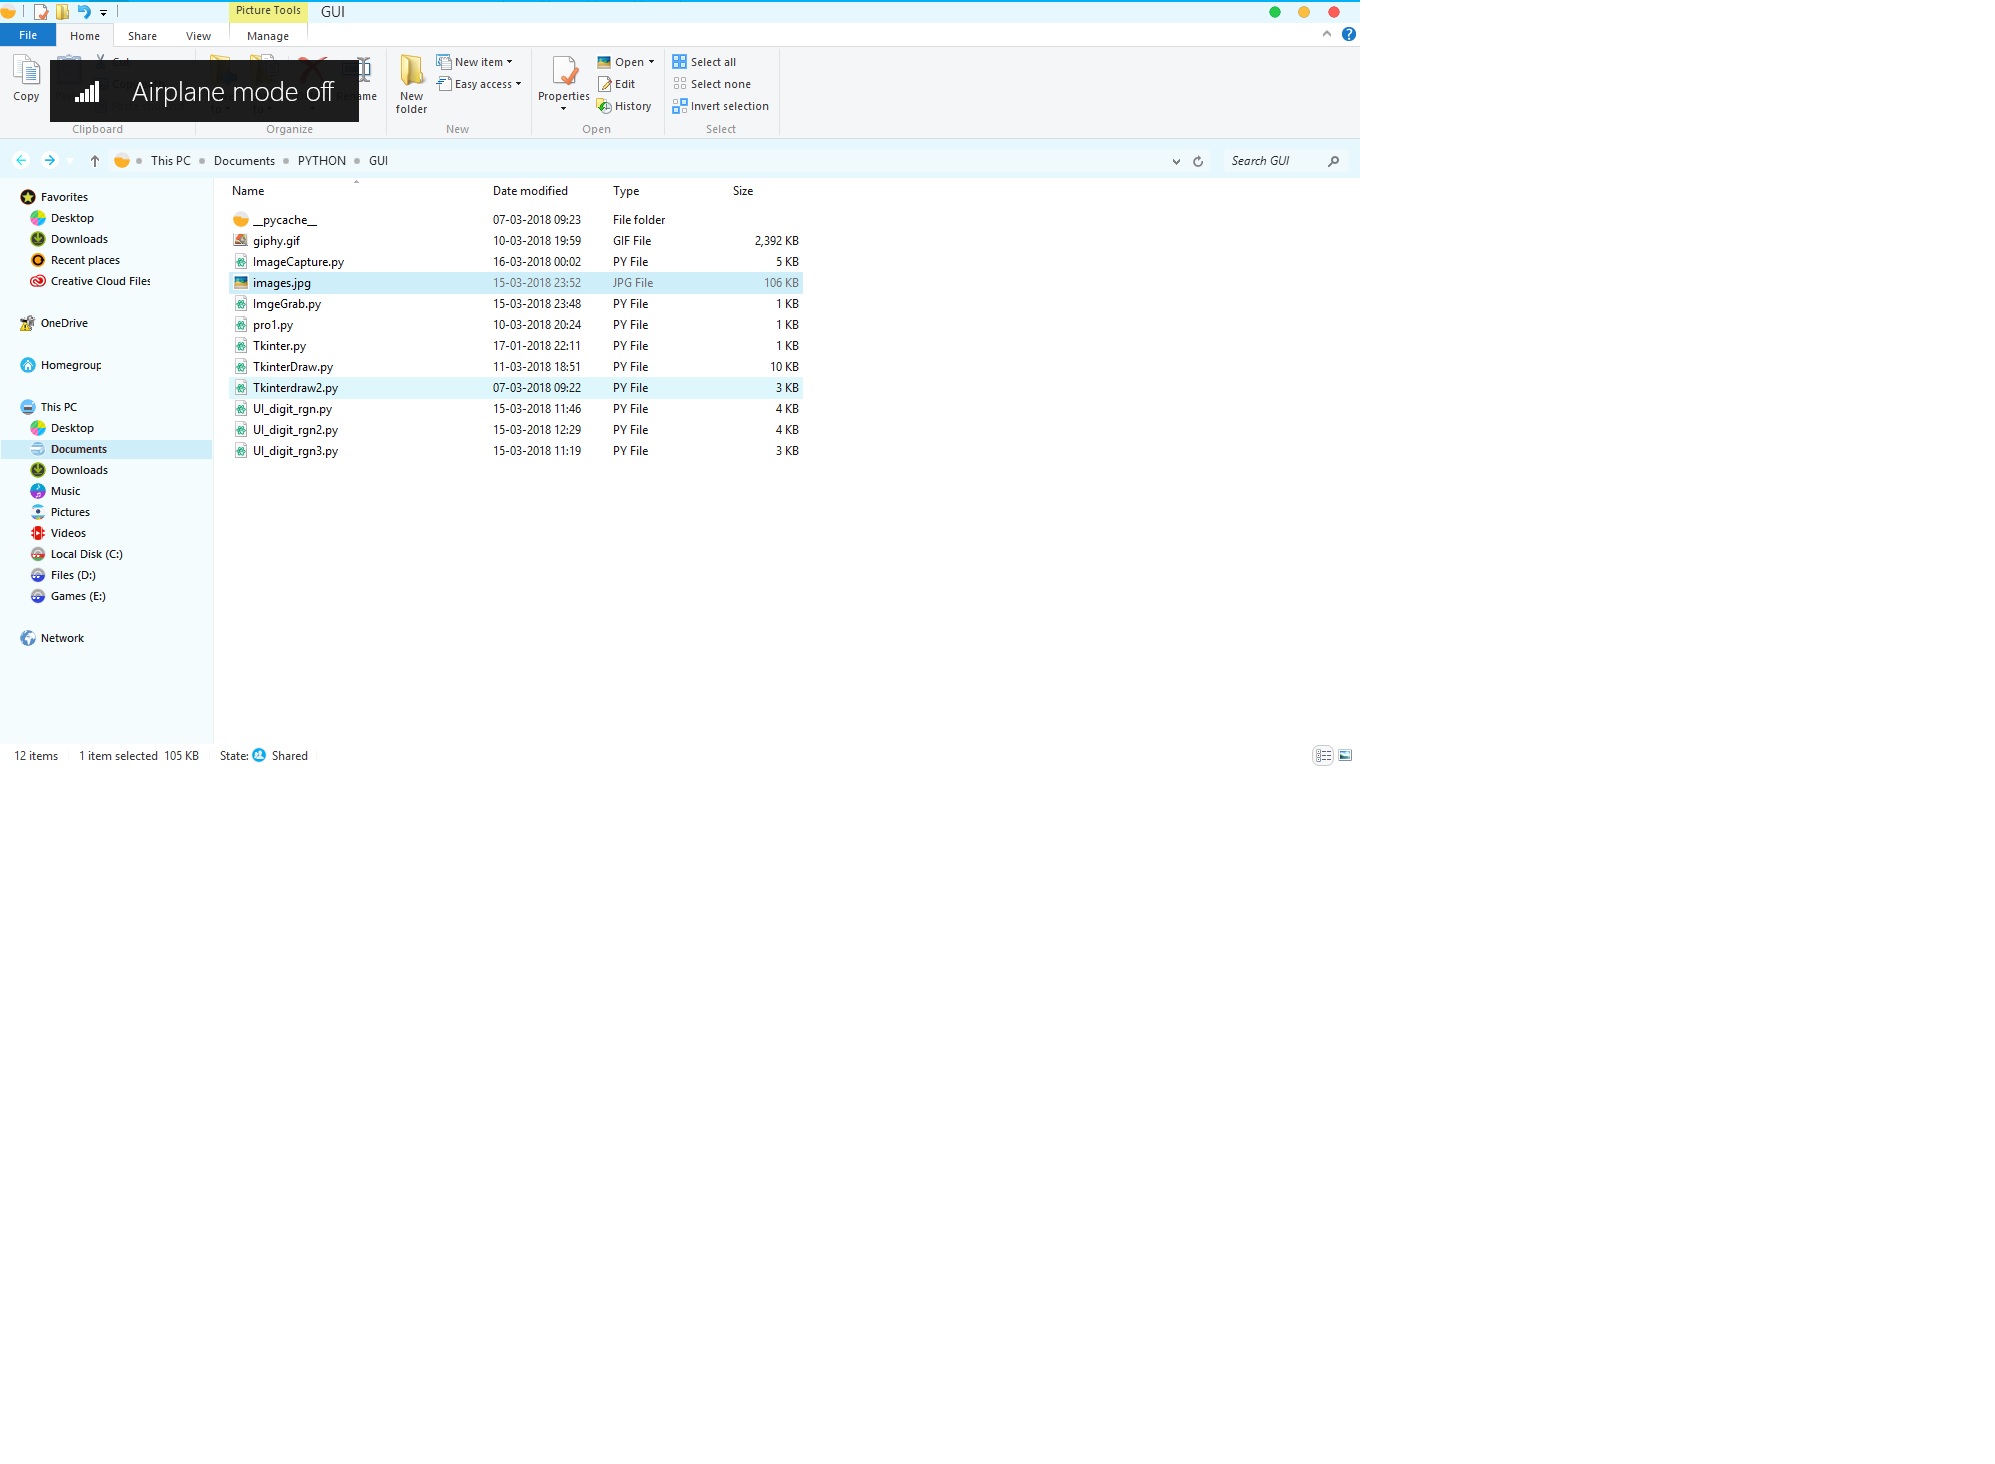 Picture Tools GUI
File Home Share View Manage
Copy
Airplane mode off
New folder
New item
Easy access
Properties
Open
Edit
History
Select all
Select none
Invert selection
Clipboard Organize New Open Select
This PC Documents PYTHON GUI Search GUI
Favorites
Desktop
Downloads
Recent places
Creative Cloud Files
OneDrive
Homegroup
This PC
Desktop
Documents
Downloads
Music
Pictures
Videos
Local Disk (C:)
Files (D:)
Games (E:)
Network
Name Date modified Type Size
__pycache__ 07-03-2018 09:23 File folder
giphy.gif 10-03-2018 19:59 GIF File 2,392 KB
ImageCapture.py 16-03-2018 00:02 PY File 5 KB
images.jpg 15-03-2018 23:52 JPG File 106 KB
ImgeGrab.py 15-03-2018 23:48 PY File 1 KB
pro1.py 10-03-2018 20:24 PY File 1 KB
Tkinter.py 17-01-2018 22:11 PY File 1 KB
TkinterDraw.py 11-03-2018 18:51 PY File 10 KB
Tkinterdraw2.py 07-03-2018 09:22 PY File 3 KB
UI_digit_rgn.py 15-03-2018 11:46 PY File 4 KB
UI_digit_rgn2.py 15-03-2018 12:29 PY File 4 KB
UI_digit_rgn3.py 15-03-2018 11:19 PY File 3 KB
12 items 1 item selected 105 KB State: Shared